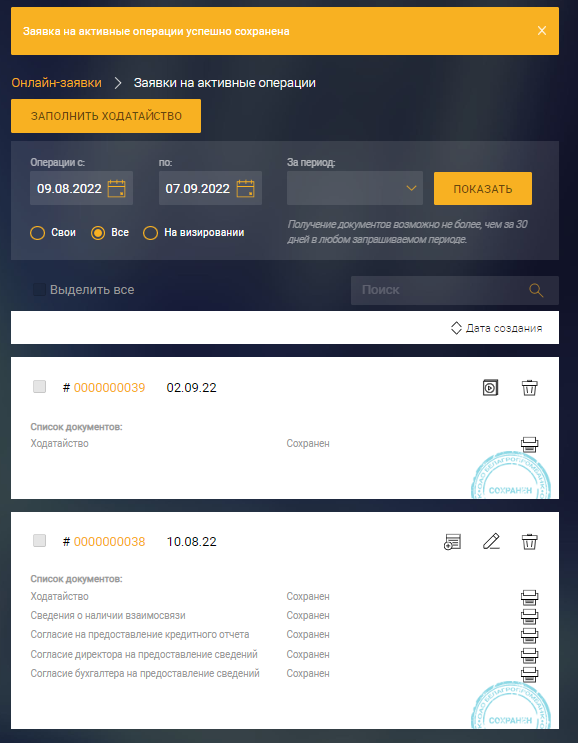 Заявка на активные операции успешно сохранена
Онлайн-заявки > Заявки на активные операции
ЗАПОЛНИТЬ ХОДАТАЙСТВО
Операции с: по: За период:
09.08.2022 07.09.2022 ПОКАЗАТЬ
Свои Все На визировании
Получение документов возможно не более, чем за 30
дней в любом запрашиваемом периоде.
Выделить все Поиск
Дата создания
# 0000000039 02.09.22
Список документов:
Ходатайство Сохранен
СОХРАНЕН
# 0000000038 10.08.22
Список документов:
Ходатайство Сохранен
Сведения о наличии взаимосвязи Сохранен
Согласие на предоставление кредитного отчета Сохранен
Согласие директора на предоставление сведений Сохранен
Согласие бухгалтера на предоставление сведений Сохранен
СОХРАНЕН